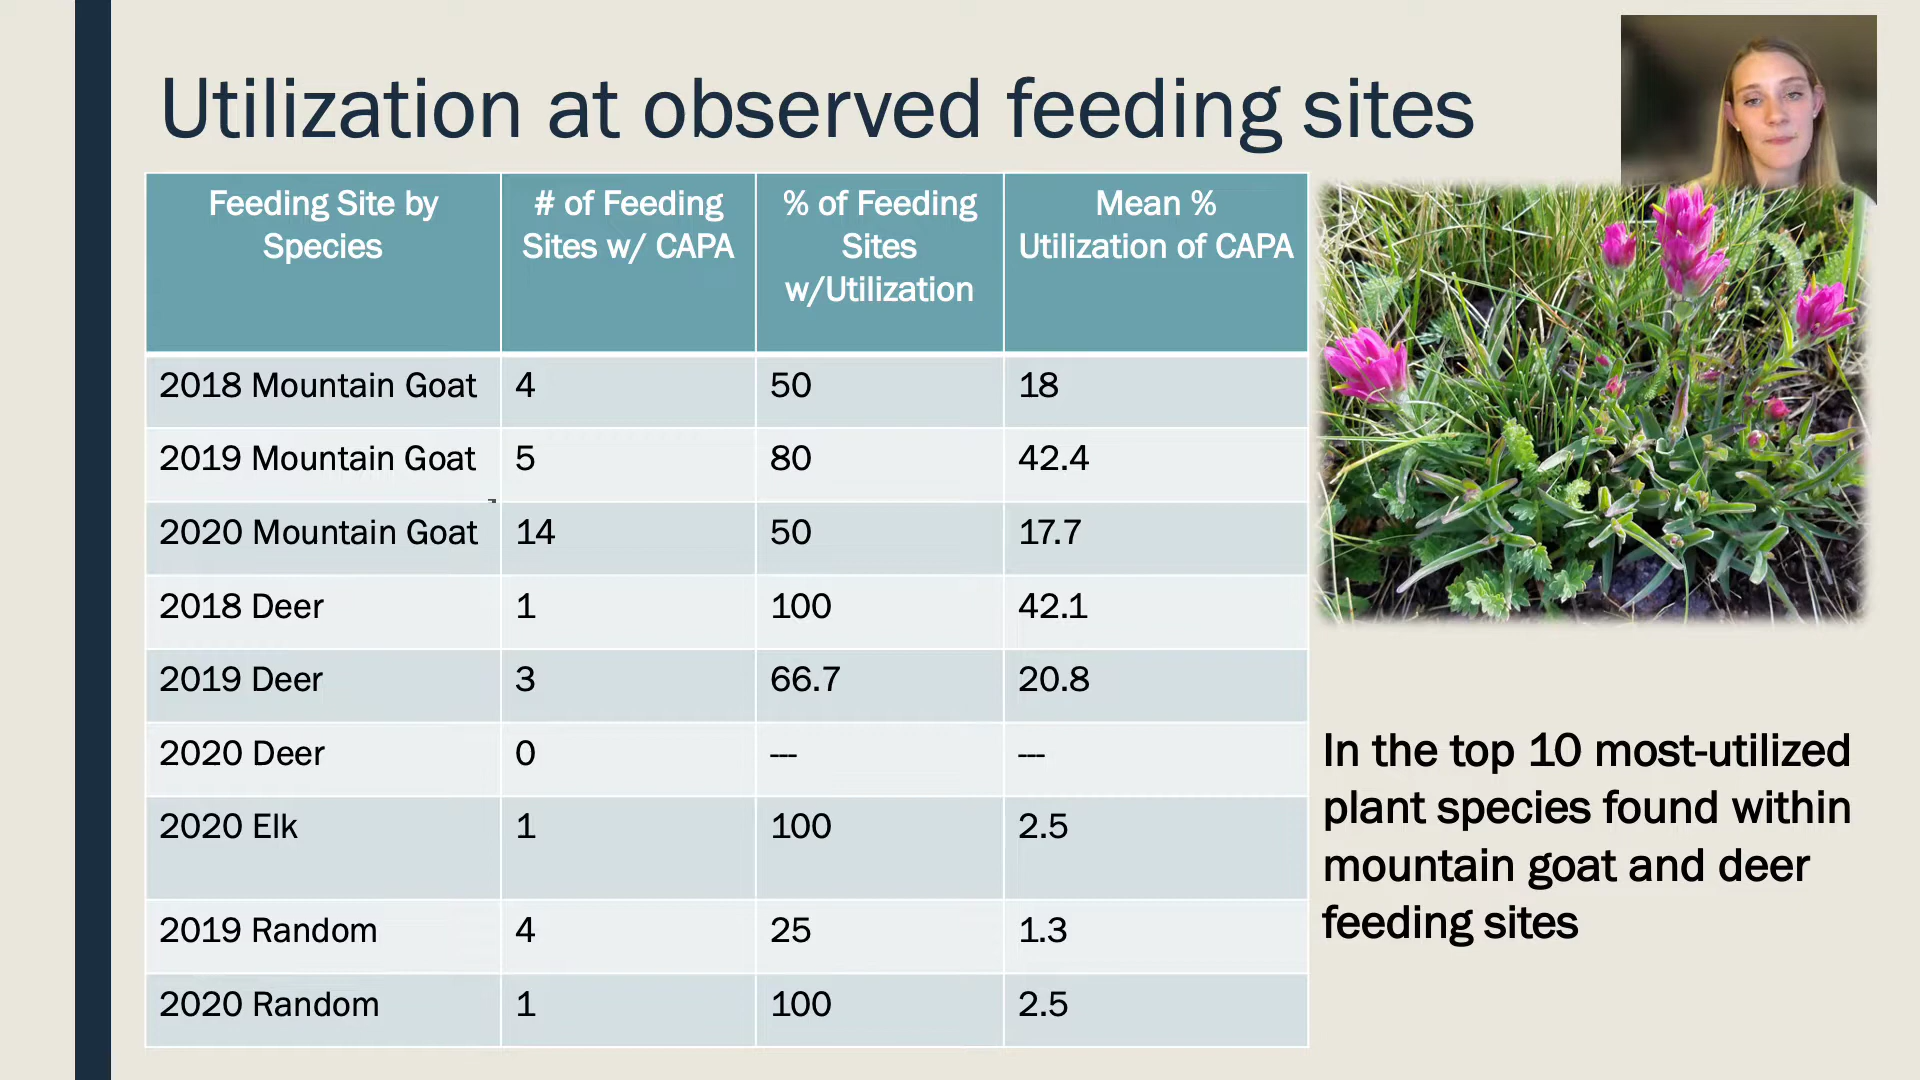 Utilization at observed feeding sites
Feeding Site by
Species
# of Feeding
Sites w/ CAPA
% of Feeding
Sites
w/Utilization
Mean %
Utilization of CAPA
2018 Mountain Goat 4 50 18
2019 Mountain Goat 5 80 42.4
2020 Mountain Goat 14 50 17.7
2018 Deer 1 100 42.1
2019 Deer 3 66.7 20.8
2020 Deer 0 --- ---
2020 Elk 1 100 2.5
2019 Random 4 25 1.3
2020 Random 1 100 2.5
In the top 10 most-utilized
plant species found within
mountain goat and deer
feeding sites